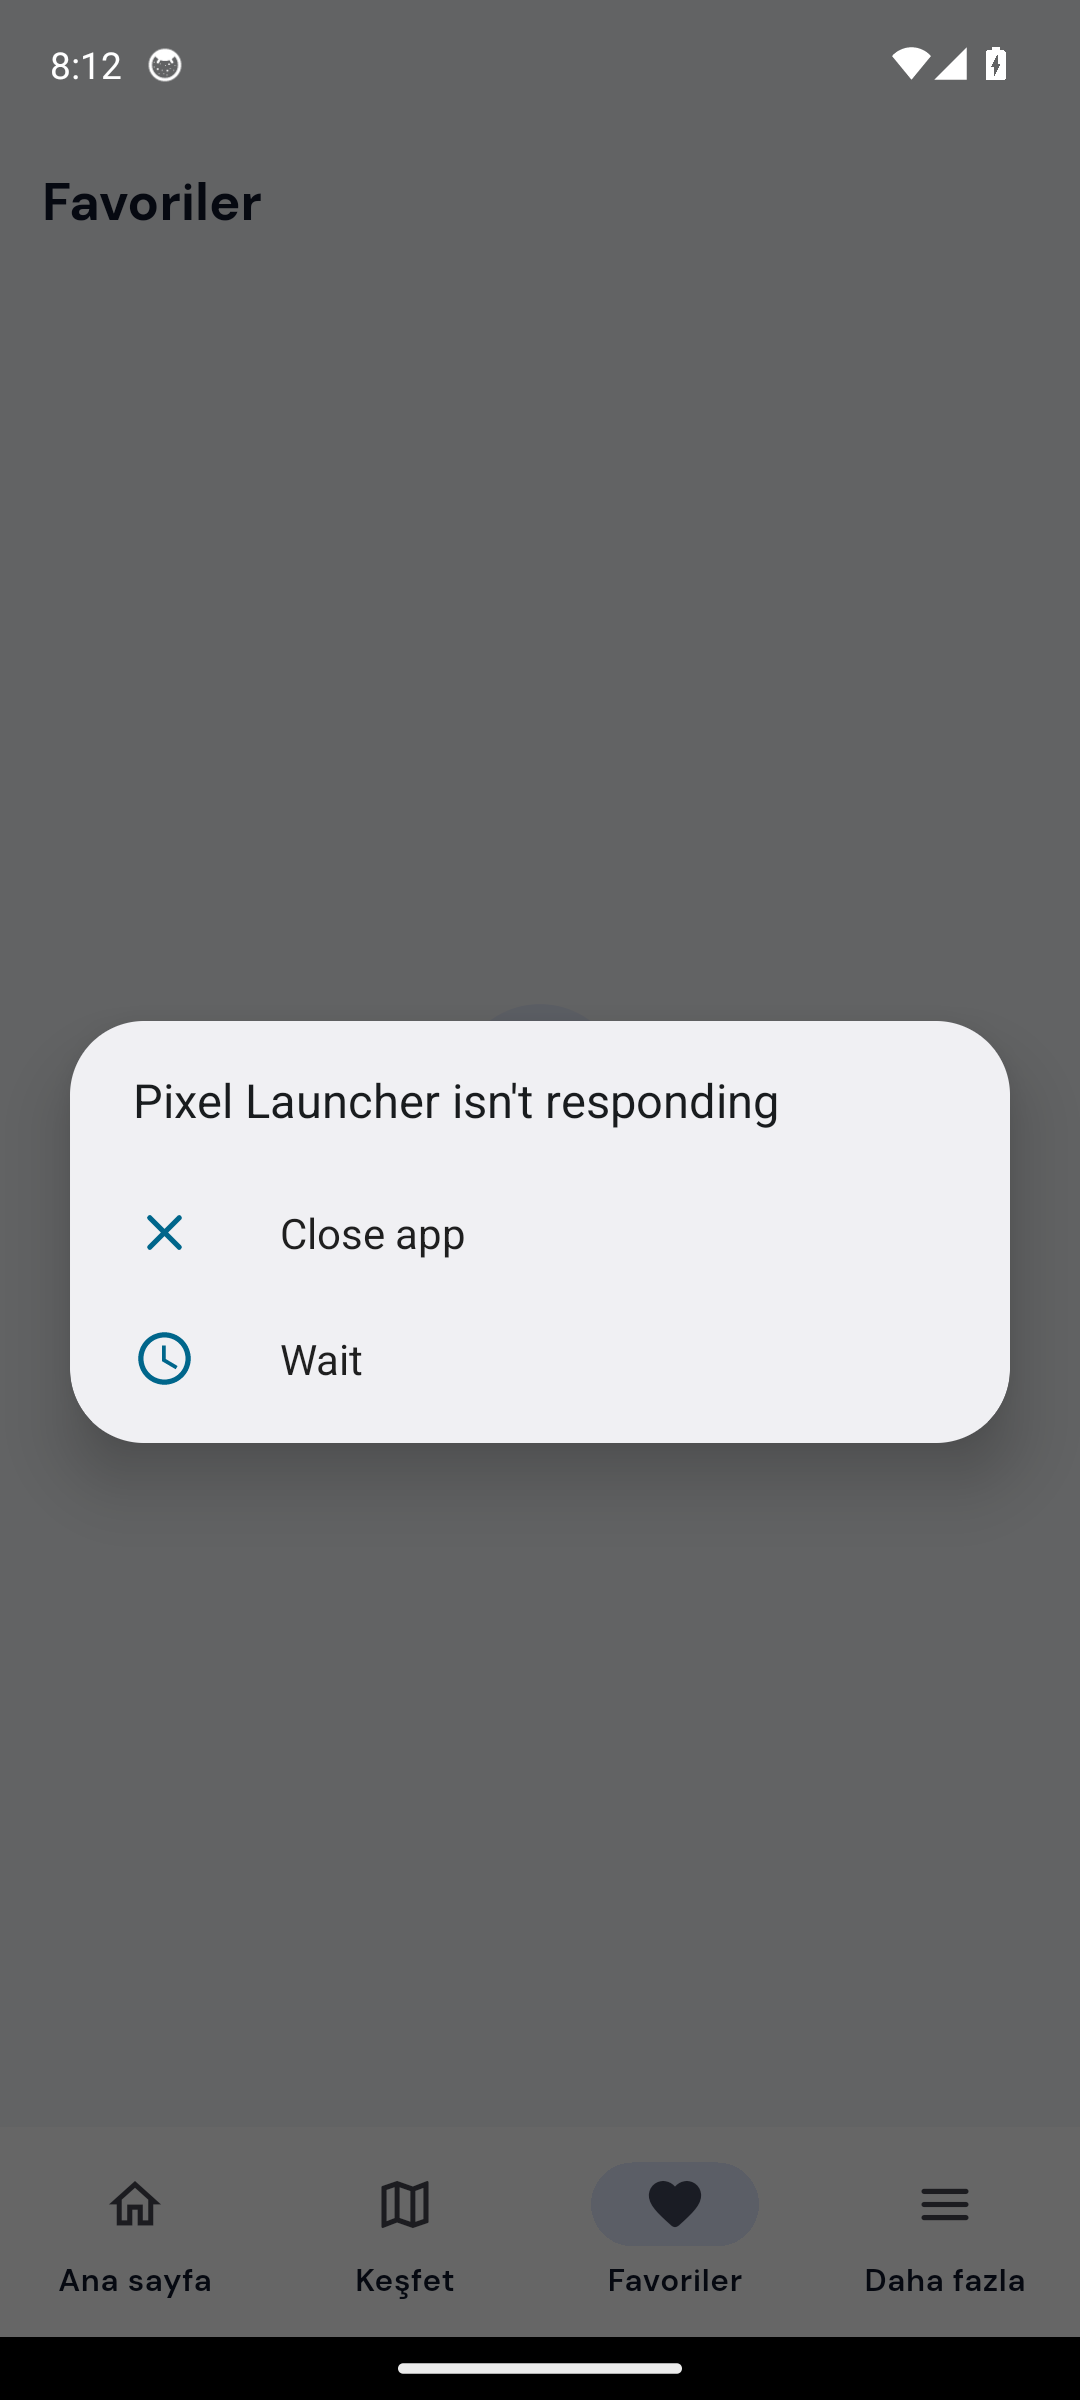 8:12
Favoriler
Pixel Launcher isn't responding
Close app
Wait
Ana sayfa
Keşfet
Favoriler
Daha fazla